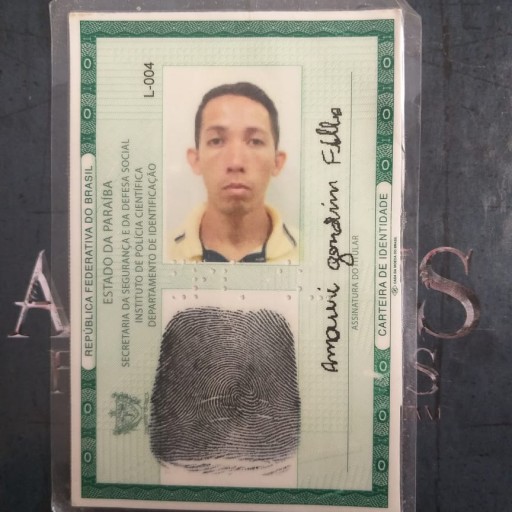 REPÚBLICA FEDERATIVA DO BRASIL
ESTADO DA PARAÍBA
SECRETARIA DA SEGURANÇA E DA DEFESA SOCIAL
INSTITUTO DE POLÍCIA CIENTÍFICA
DEPARTAMENTO DE IDENTIFICAÇÃO
L-004
Amauri Gondim Filho
ASSINATURA DO TITULAR
CARTEIRA DE IDENTIDADE